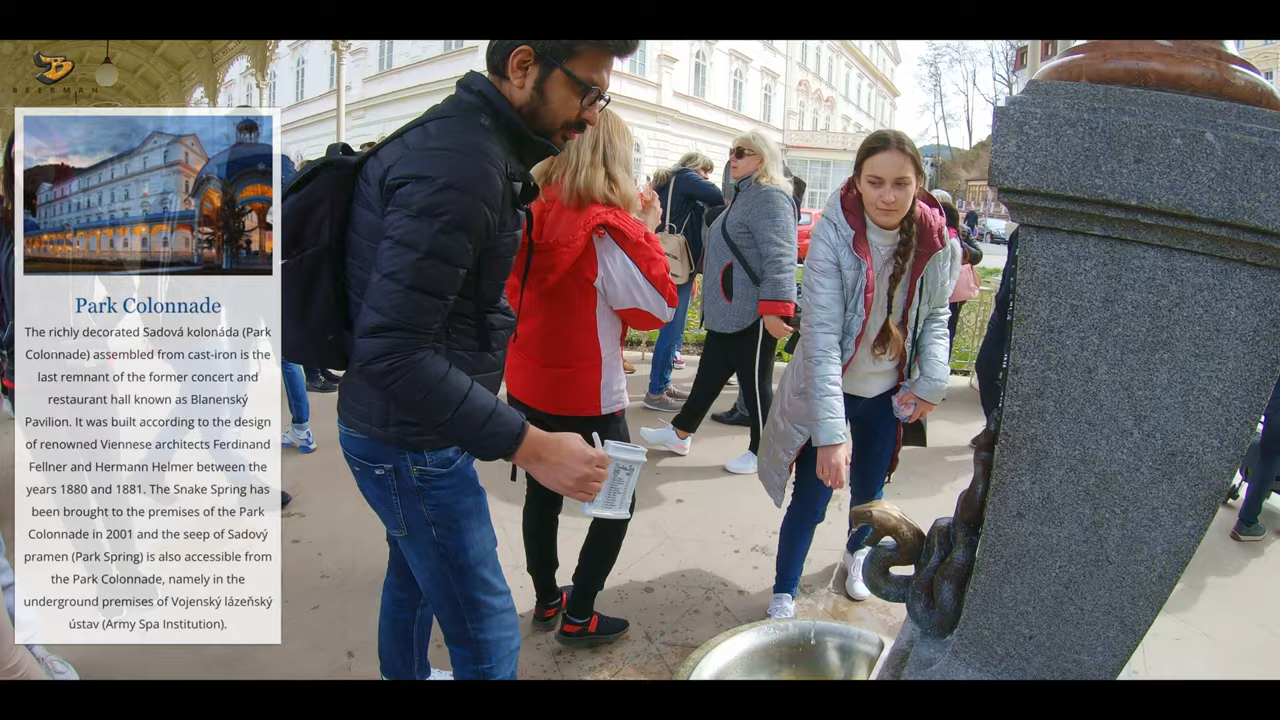 BEERMAN
Park Colonnade
The richly decorated Sadová kolonáda (Park
Colonnade) assembled from cast-iron is the
last remnant of the former concert and
restaurant hall known as Blanenský
Pavilion. It was built according to the design
of renowned Viennese architects Ferdinand
Fellner and Hermann Helmer between the
years 1880 and 1881. The Snake Spring has
been brought to the premises of the Park
Colonnade in 2001 and the seep of Sadový
pramen (Park Spring) is also accessible from
the Park Colonnade, namely in the
underground premises of Vojenský lázeňský
ústav (Army Spa Institution).